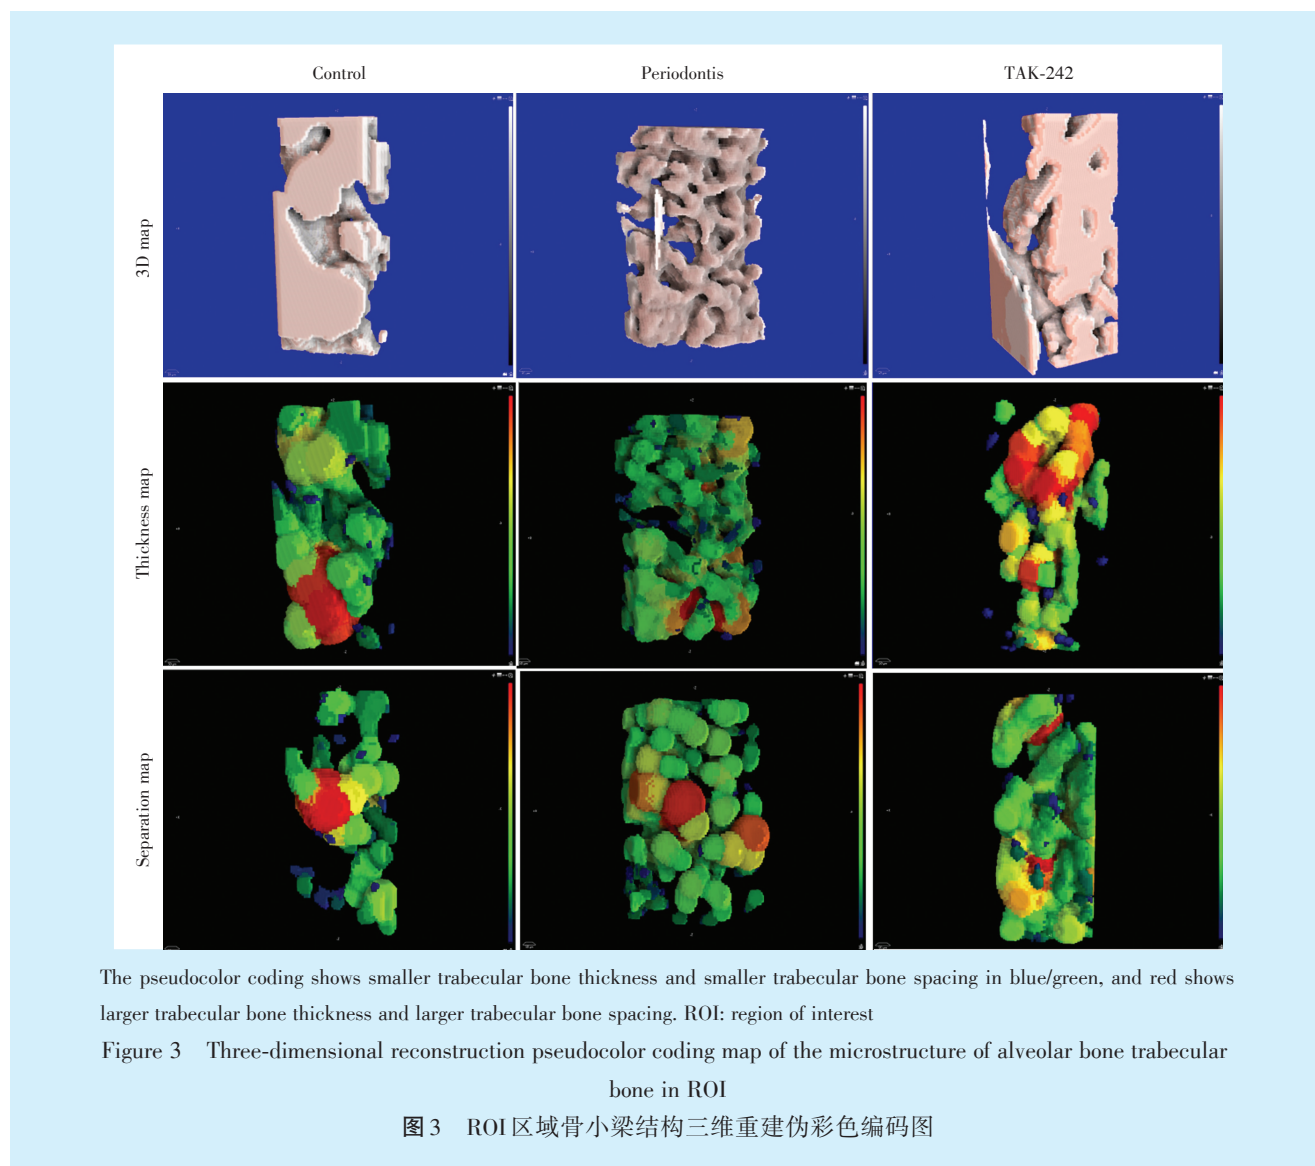 Control Periodontis TAK-242
3D map
Thickness map
Separation map
The pseudocolor coding shows smaller trabecular bone thickness and smaller trabecular bone spacing in blue/green, and red shows
larger trabecular bone thickness and larger trabecular bone spacing. ROI: region of interest
Figure 3 Three-dimensional reconstruction pseudocolor coding map of the microstructure of alveolar bone trabecular
bone in ROI
图3 ROI区域骨小梁结构三维重建伪彩色编码图